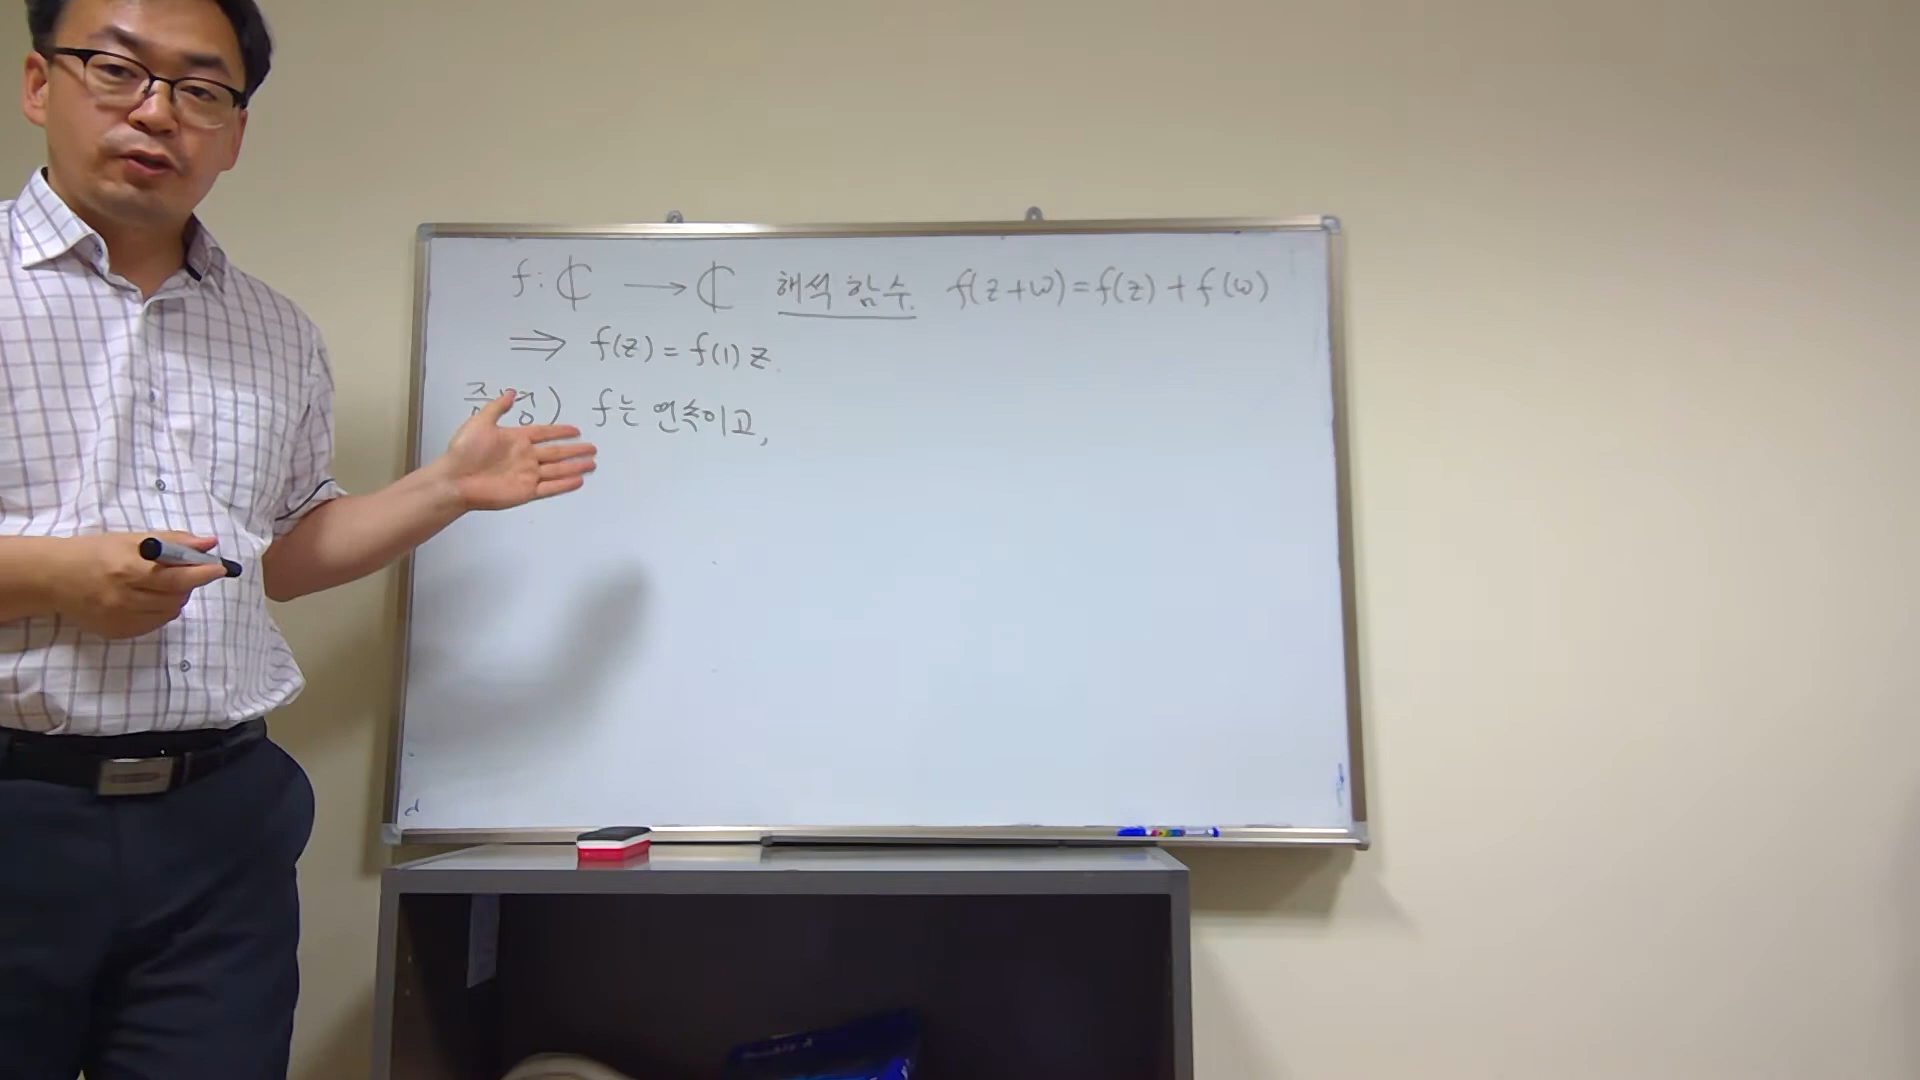 f : ℂ → ℂ 해석 함수. f(z+w)=f(z)+f(w)
⇒ f(z) = f(1) z.
증명) f는 연속이고,